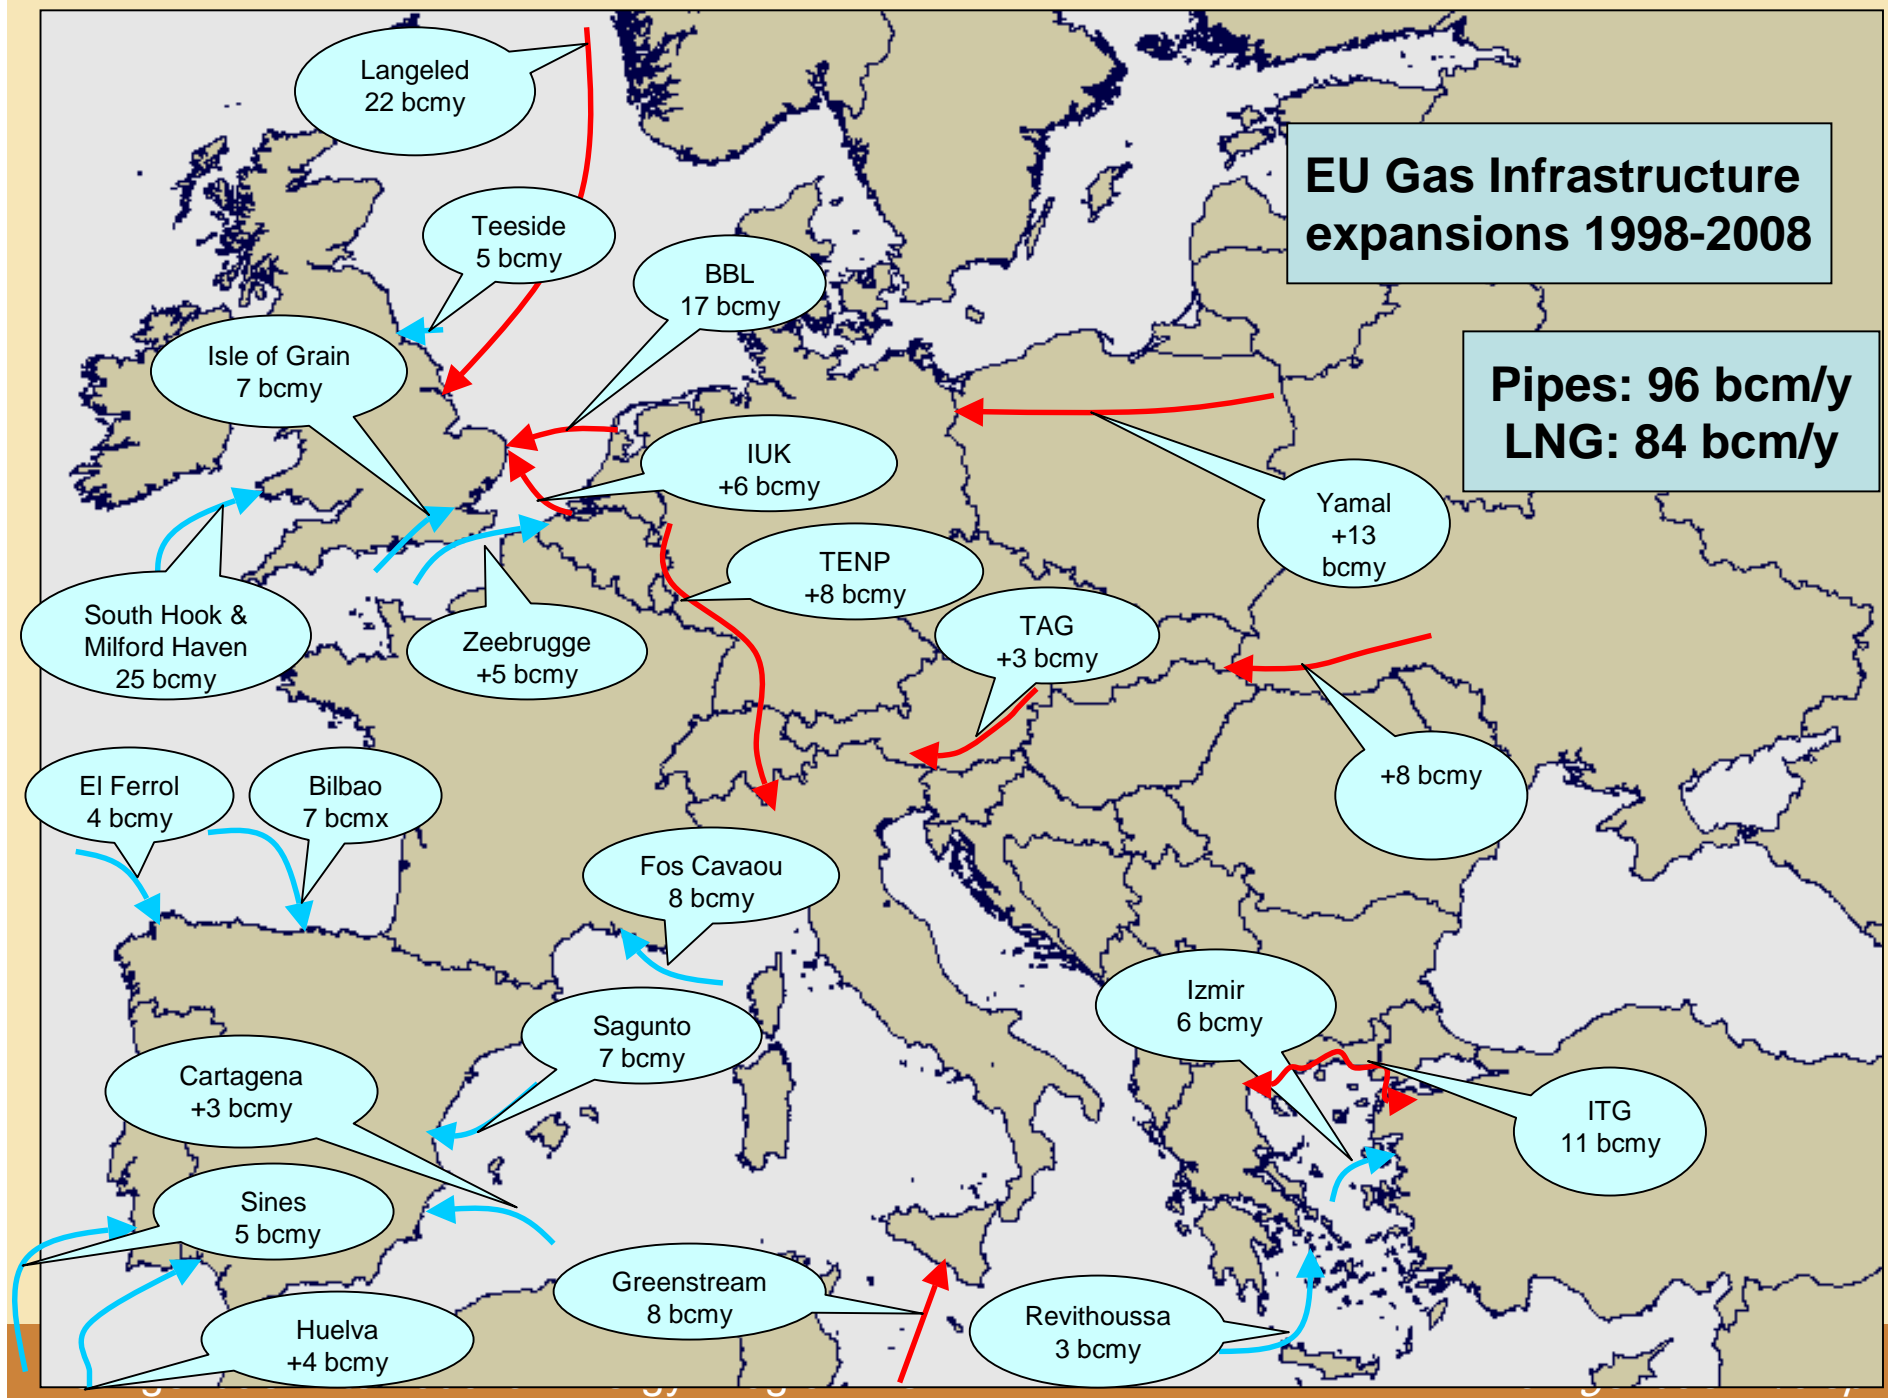 Langeled
22 bcmy
EU Gas Infrastructure
expansions 1998-2008
Teeside
5 bcmy
BBL
17 bcmy
Isle of Grain
7 bcmy
Pipes: 96 bcm/y
LNG: 84 bcm/y
IUK
+6 bcmy
Yamal
+13
bcmy
TENP
+8 bcmy
South Hook &
Milford Haven
25 bcmy
Zeebrugge
+5 bcmy
TAG
+3 bcmy
+8 bcmy
El Ferrol
4 bcmy
Bilbao
7 bcmx
Fos Cavaou
8 bcmy
Izmir
6 bcmy
Sagunto
7 bcmy
Cartagena
+3 bcmy
ITG
11 bcmy
Sines
5 bcmy
Greenstream
8 bcmy
Revithoussa
3 bcmy
Huelva
+4 bcmy